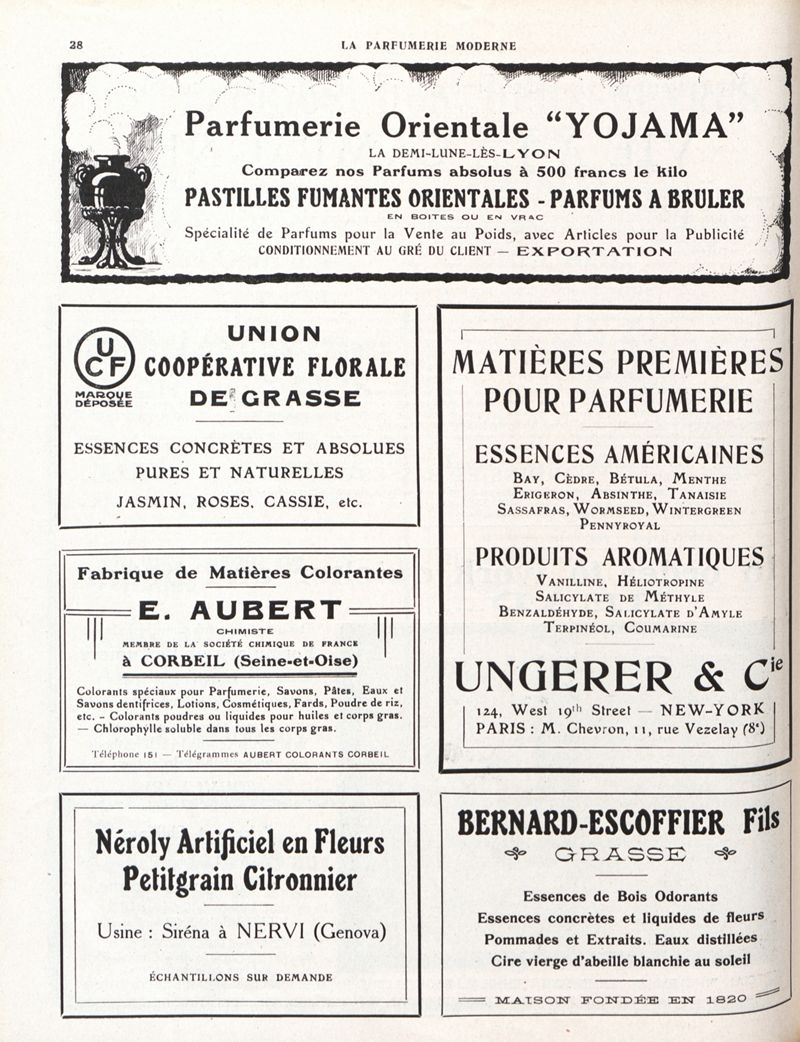 28
LA PARFUMERIE MODERNE
Parfumerie Orientale “YOJAMA”
LA DEMI-LUNE-LÈS-LYON
Comparez nos Parfums absolus à 500 francs le kilo
PASTILLES FUMANTES ORIENTALES - PARFUMS A BRULER
EN BOITES OU EN VRAC
Spécialité de Parfums pour la Vente au Poids, avec Articles pour la Publicité
CONDITIONNEMENT AU GRÉ DU CLIENT — EXPORTATION
UCF
MARQUE
DÉPOSÉE
UNION
COOPÉRATIVE FLORALE
DE GRASSE
ESSENCES CONCRÈTES ET ABSOLUES
PURES ET NATURELLES
JASMIN, ROSES, CASSIE, etc.
Fabrique de Matières Colorantes
E. AUBERT
CHIMISTE
MEMBRE DE LA SOCIÉTÉ CHIMIQUE DE FRANCE
à CORBEIL (Seine-et-Oise)
Colorants spéciaux pour Parfumerie, Savons, Pâtes, Eaux et
Savons dentifrices, Lotions, Cosmétiques, Fards, Poudre de riz,
etc. - Colorants poudres ou liquides pour huiles et corps gras.
— Chlorophylle soluble dans tous les corps gras.
Téléphone 151 — Télégrammes AUBERT COLORANTS CORBEIL
Néroly Artificiel en Fleurs
Petitgrain Citronnier
Usine : Siréna à NERVI (Genova)
ÉCHANTILLONS SUR DEMANDE
MATIÈRES PREMIÈRES
POUR PARFUMERIE
ESSENCES AMÉRICAINES
BAY, CÈDRE, BÉTULA, MENTHE
ERIGERON, ABSINTHE, TANAISIE
SASSAFRAS, WORMSEED, WINTERGREEN
PENNYROYAL
PRODUITS AROMATIQUES
VANILLINE, HÉLIOTROPINE
SALICYLATE DE MÉTHYLE
BENZALDÉHYDE, SALICYLATE D'AMYLE
TERPINÉOL, COUMARINE
UNGERER & Cie
124, West 19th Street — NEW-YORK
PARIS : M. Chevron, 11, rue Vezelay (8e)
BERNARD-ESCOFFIER Fils
GRASSE
Essences de Bois Odorants
Essences concrètes et liquides de fleurs
Pommades et Extraits. Eaux distillées
Cire vierge d'abeille blanchie au soleil
MAISON FONDÉE EN 1820